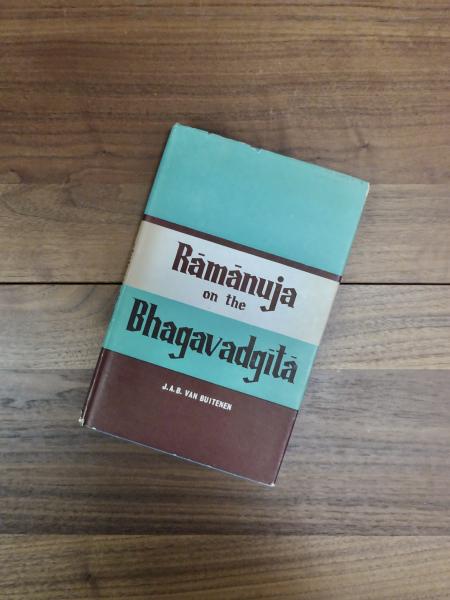 Rāmānuja
on the
Bhagavadgītā
J.A.B. VAN BUITENEN